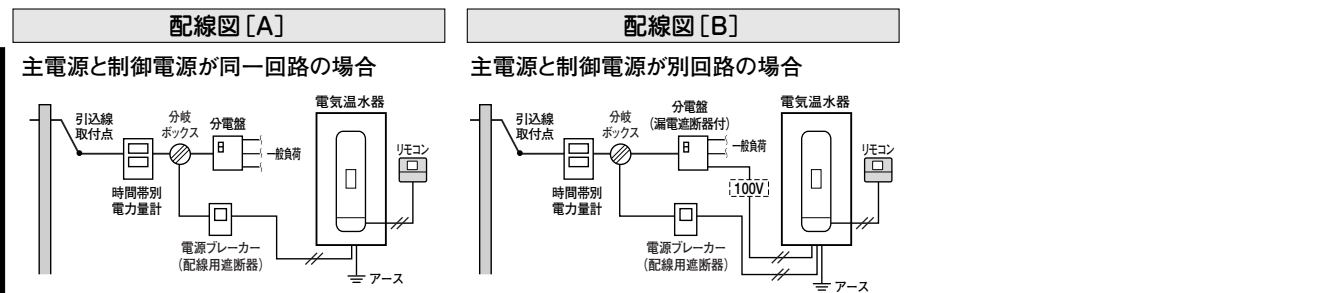 配線図[A]
主電源と制御電源が同一回路の場合
引込線
取付点
分岐
ボックス
分電盤
一般負荷
時間帯別
電力量計
電源ブレーカー
(配線用遮断器)
電気温水器
リモコン
アース
配線図[B]
主電源と制御電源が別回路の場合
引込線
取付点
分岐
ボックス
分電盤
(漏電遮断器付)
一般負荷
100V
時間帯別
電力量計
電源ブレーカー
(配線用遮断器)
電気温水器
リモコン
アース